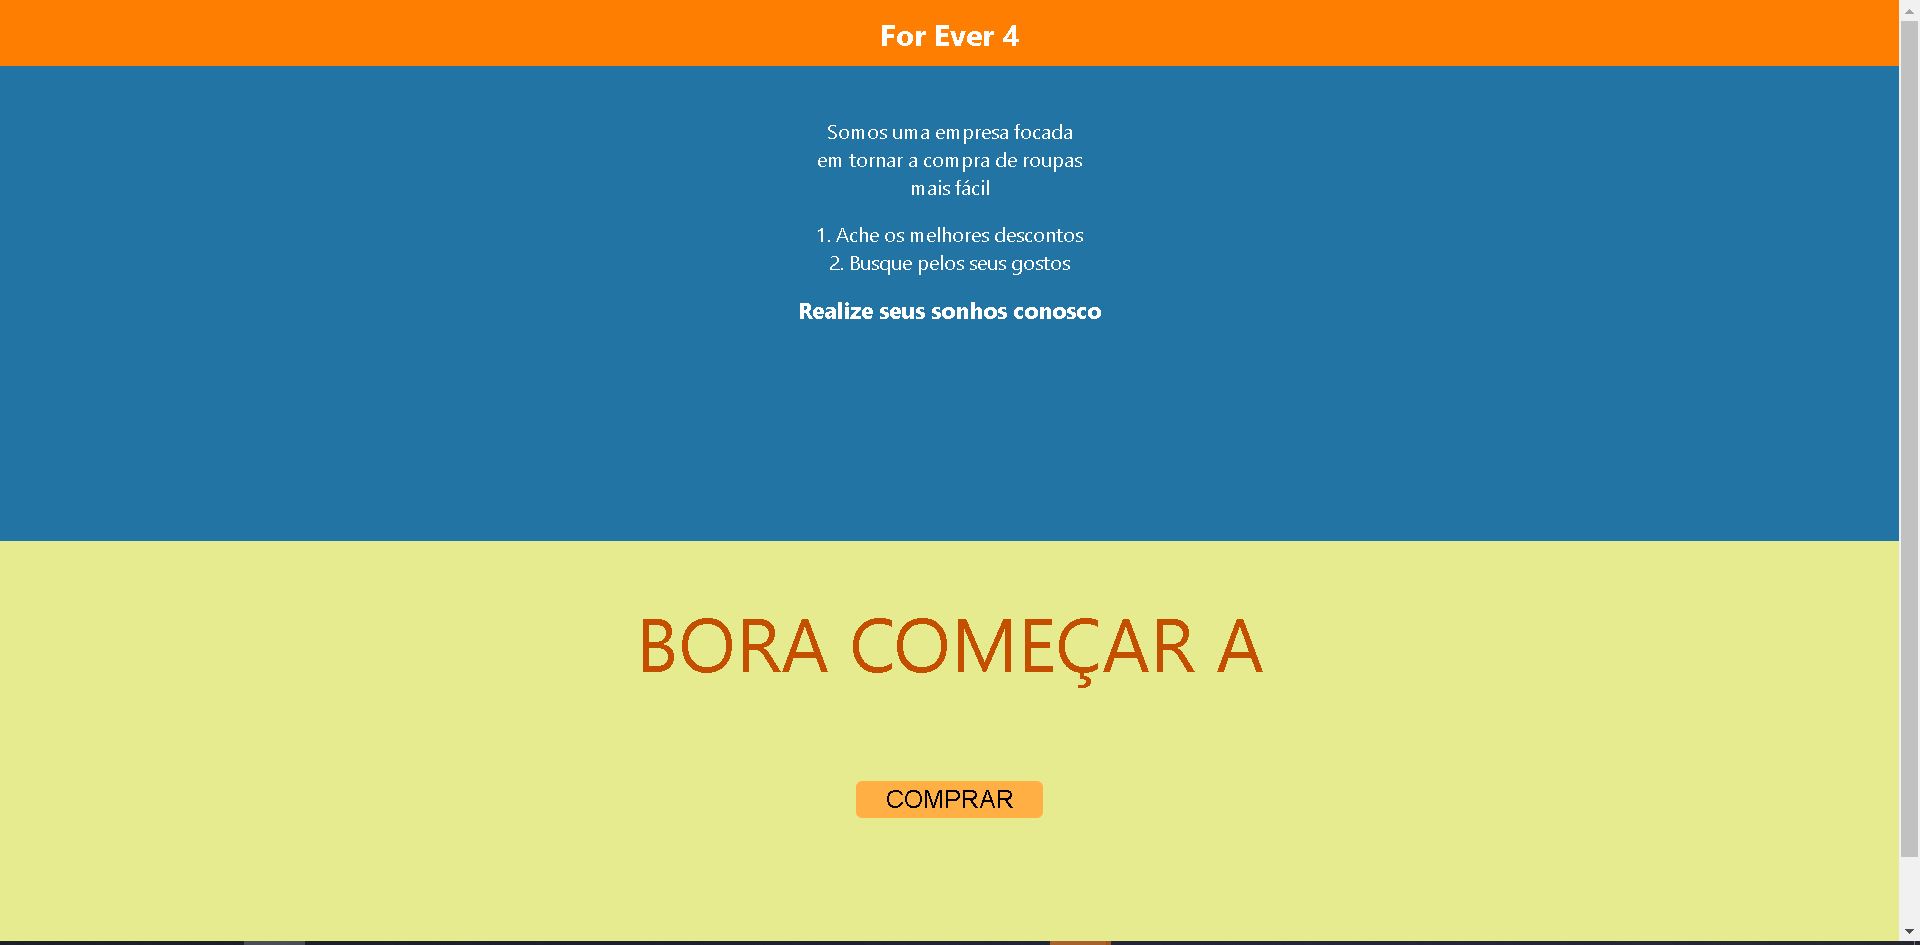 For Ever 4
Somos uma empresa focada
em tornar a compra de roupas
mais fácil
1. Ache os melhores descontos
2. Busque pelos seus gostos
Realize seus sonhos conosco
BORA COMEÇAR A
COMPRAR